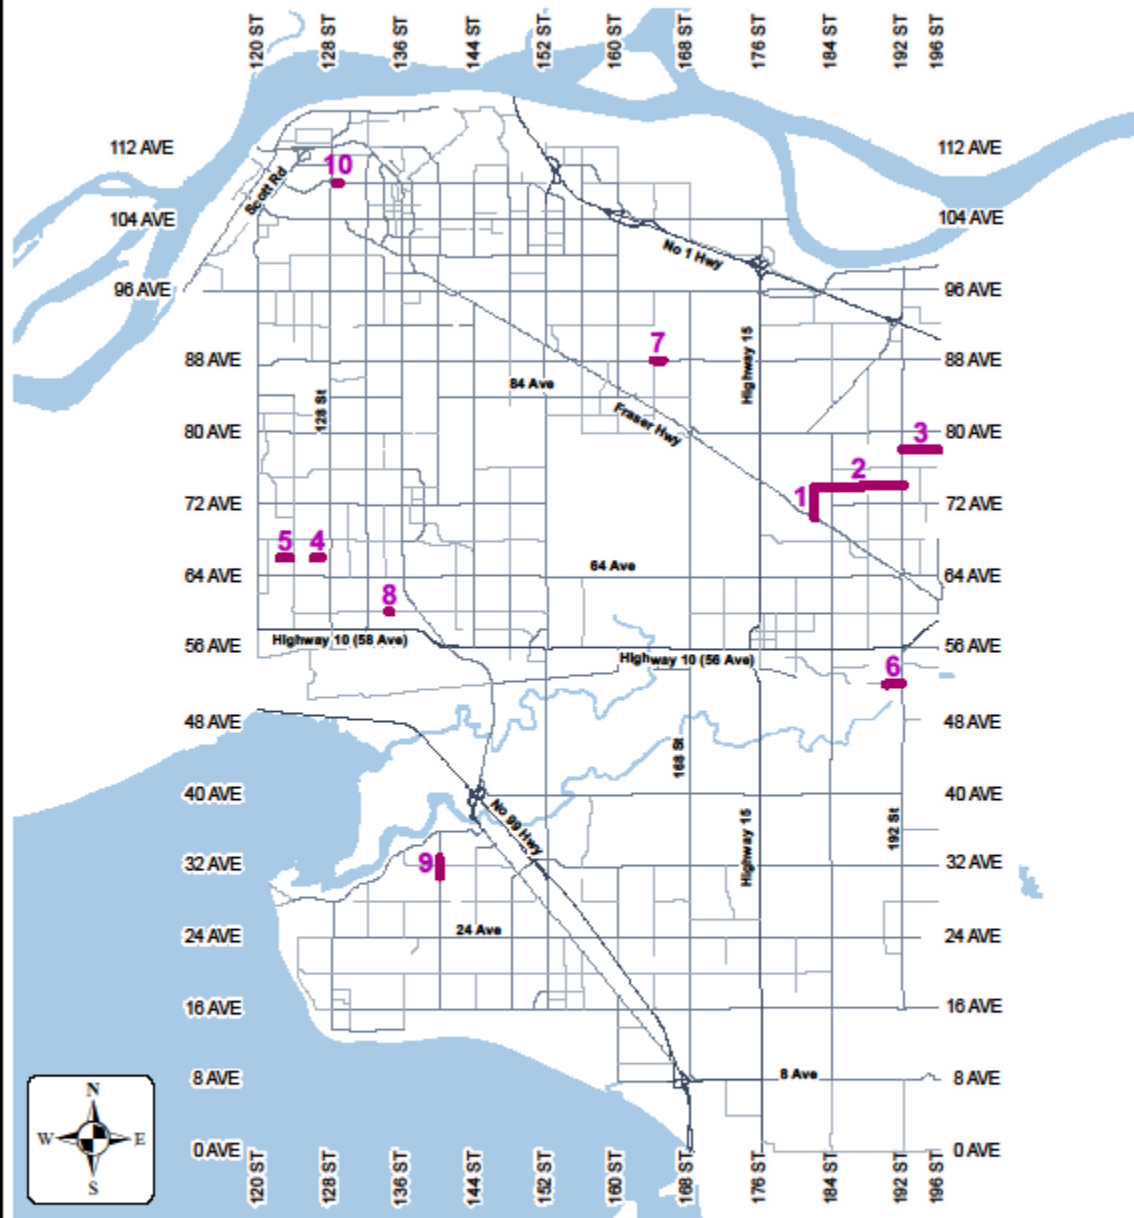 120 ST
128 ST
136 ST
144 ST
152 ST
160 ST
168 ST
176 ST
184 ST
192 ST
196 ST
112 AVE
112 AVE
10
Scott Rd
104 AVE
104 AVE
No 1 Hwy
96 AVE
96 AVE
7
Highway 15
88 AVE
88 AVE
84 Ave
128 St
Fraser Hwy
80 AVE
3
80 AVE
2
1
72 AVE
72 AVE
5
4
64 Ave
64 AVE
64 AVE
8
Highway 10 (58 Ave)
56 AVE
56 AVE
Highway 10 (56 Ave)
6
48 AVE
48 AVE
168 St
40 AVE
40 AVE
No 99 Hwy
Highway 15
192 St
9
32 AVE
32 AVE
24 Ave
24 AVE
24 AVE
16 AVE
16 AVE
8 Ave
8 AVE
8 AVE
N
W
E
S
0 AVE
0 AVE
120 ST
128 ST
136 ST
144 ST
152 ST
160 ST
168 ST
176 ST
184 ST
192 ST
196 ST